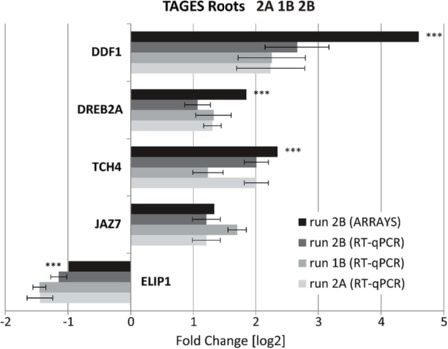 TAGES Roots 2A 1B 2B
DDF1
***
DREB2A
***
TCH4
***
JAZ7
***
ELIP1
run 2B (ARRAYS)
run 2B (RT-qPCR)
run 1B (RT-qPCR)
run 2A (RT-qPCR)
-2 -1 0 1 2 3 4 5
Fold Change [log2]